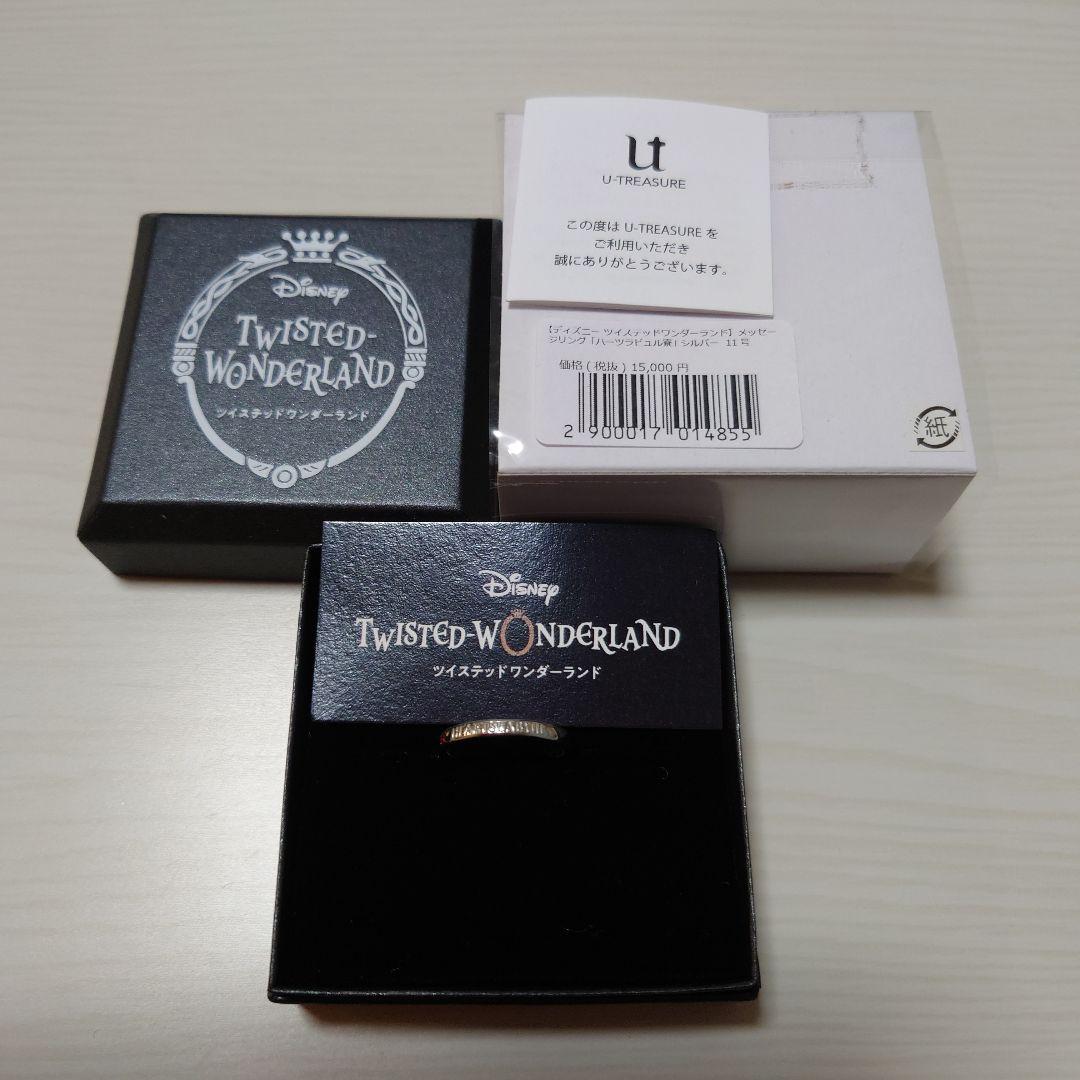 Disney
TWISTED-
WONDERLAND
ツイステッドワンダーランド
ut
U-TREASURE
この度は U-TREASURE を
ご利用いただき
誠にありがとうございます。
【ディズニー ツイステッドワンダーランド】メッセー
ジリング「ハーツラビュル寮」シルバー 11号
価格 ( 税抜 ) 15,000 円
2 900017 014855
紙
Disney
TWISTED-WONDERLAND
ツイステッドワンダーランド